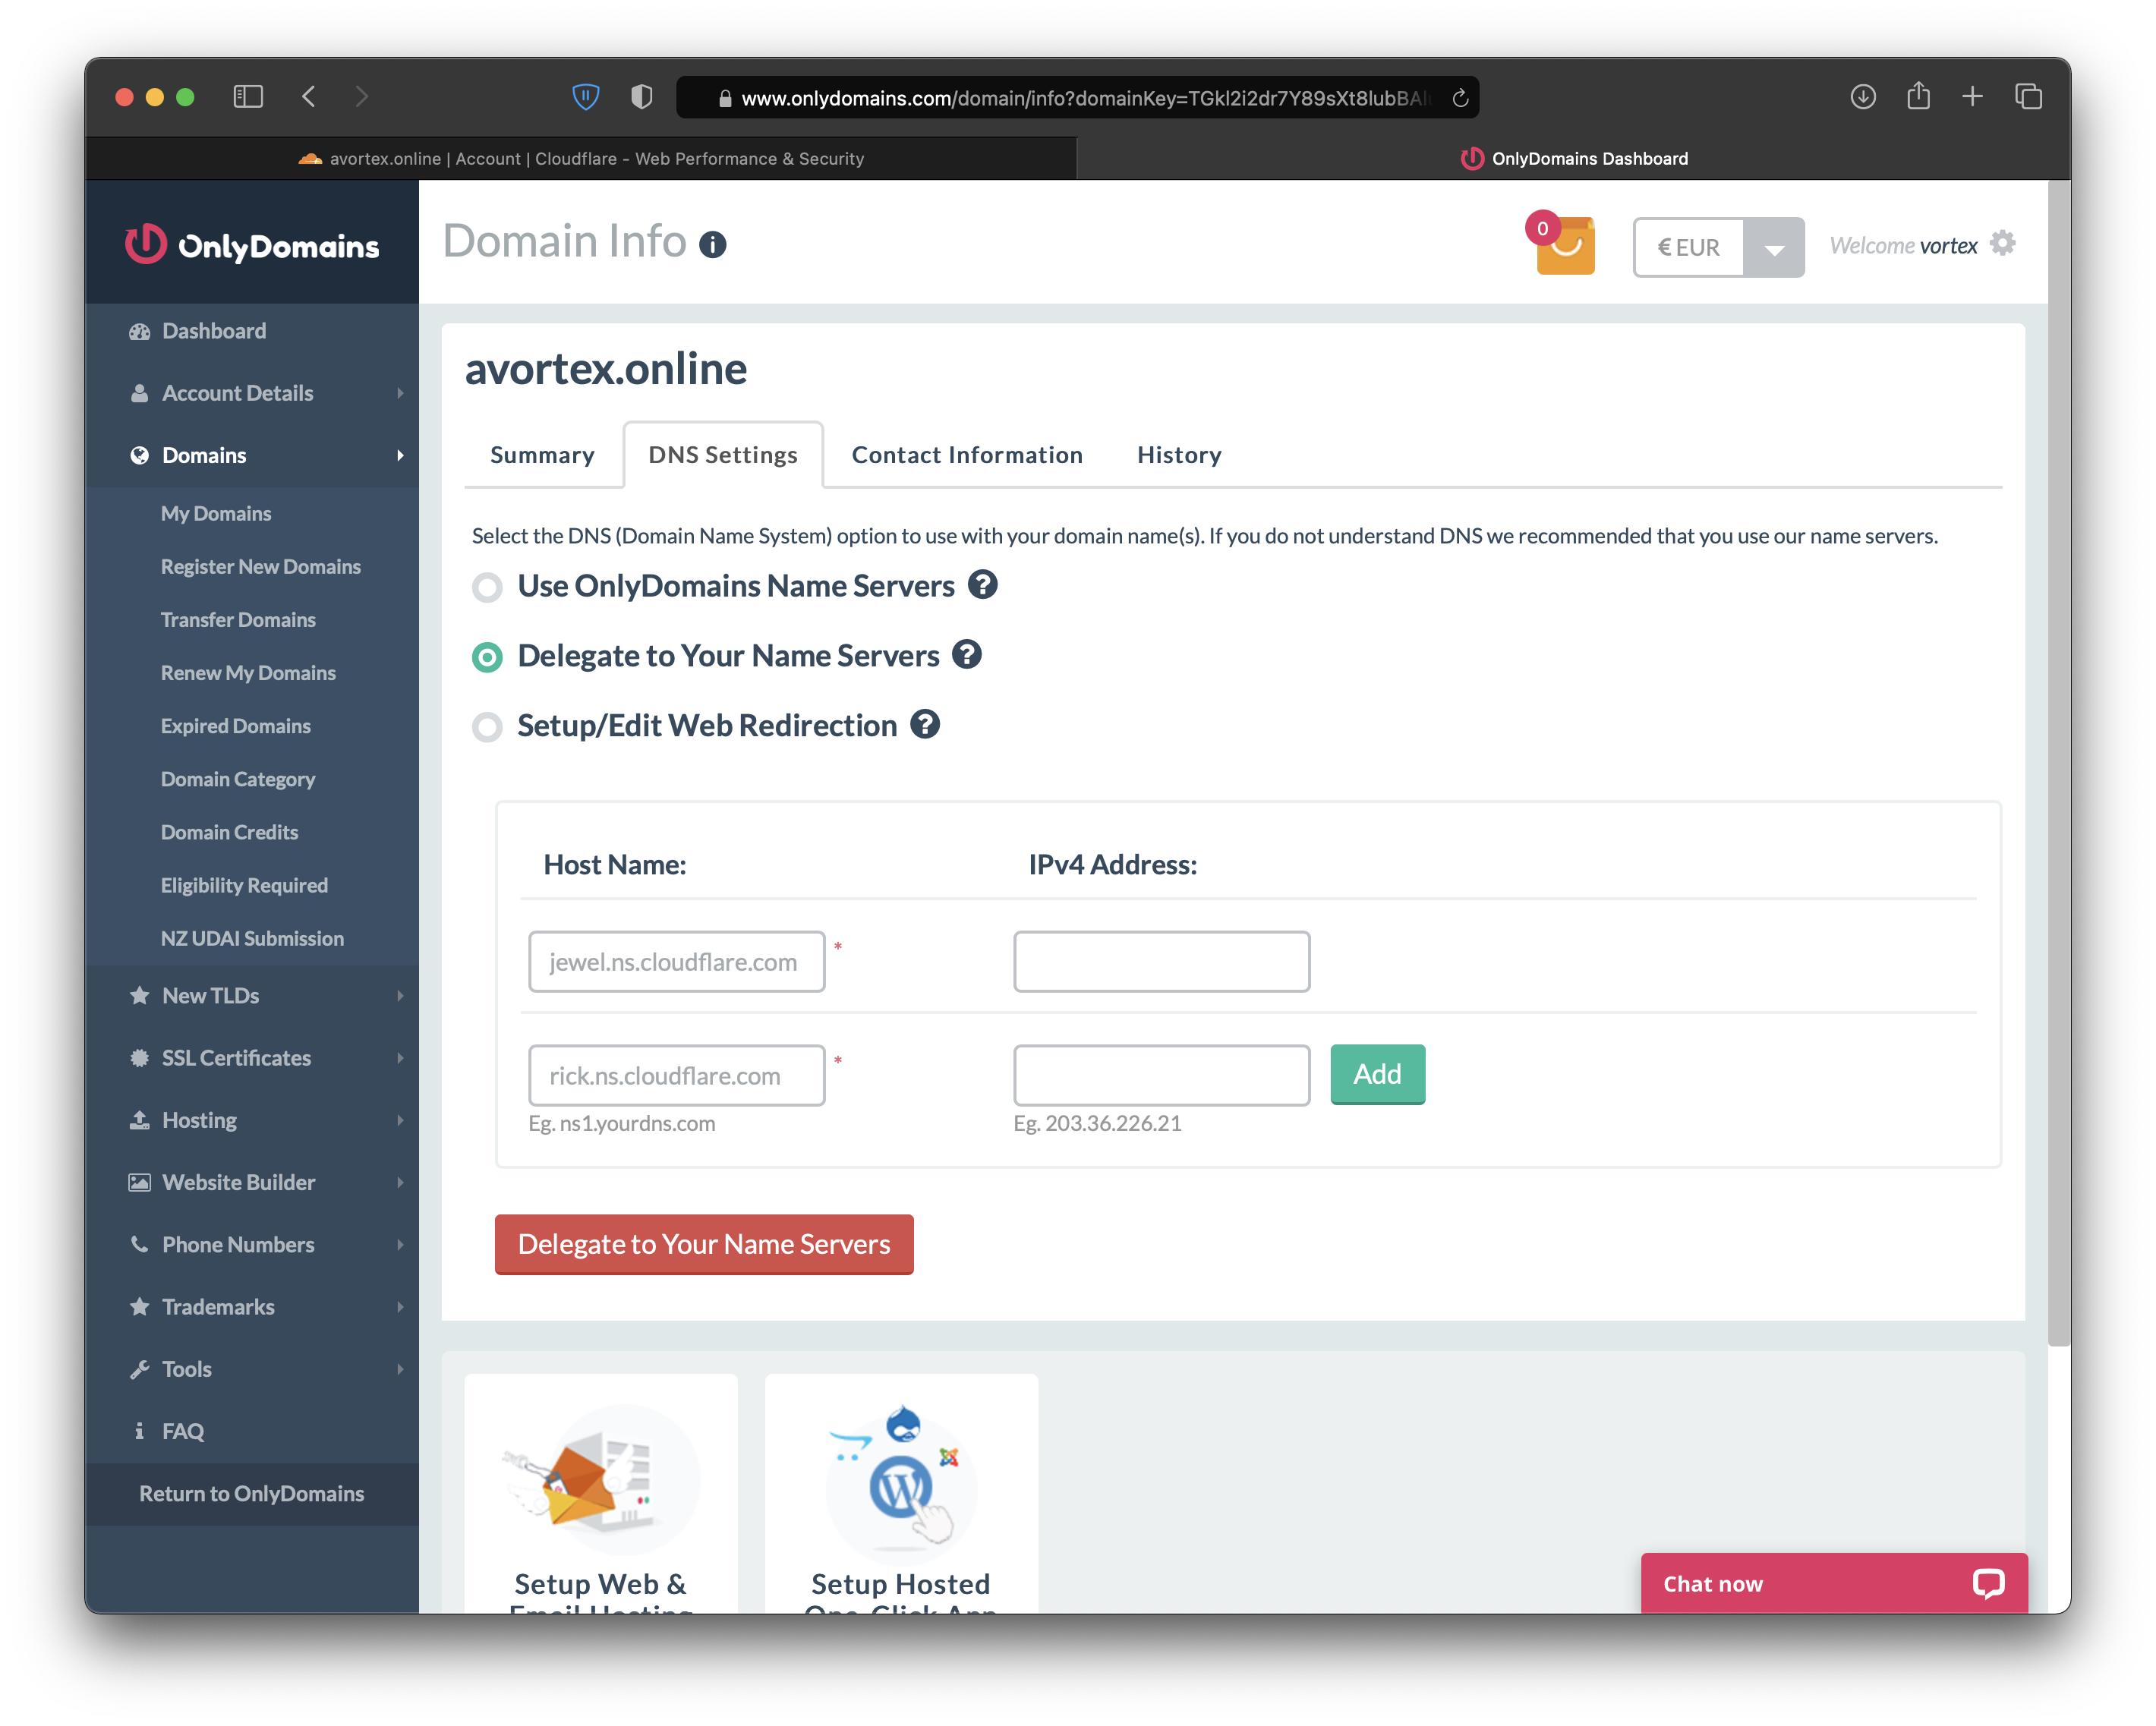 www.onlydomains.com/domain/info?domainKey=TGkl2i2dr7Y89sXt8lubBAl
avortex.online | Account | Cloudflare - Web Performance & Security
OnlyDomains Dashboard
OnlyDomains
Domain Info
0
€ EUR
Welcome vortex
Dashboard
Account Details
Domains
My Domains
Register New Domains
Transfer Domains
Renew My Domains
Expired Domains
Domain Category
Domain Credits
Eligibility Required
NZ UDAI Submission
New TLDs
SSL Certificates
Hosting
Website Builder
Phone Numbers
Trademarks
Tools
FAQ
Return to OnlyDomains
avortex.online
Summary
DNS Settings
Contact Information
History
Select the DNS (Domain Name System) option to use with your domain name(s). If you do not understand DNS we recommended that you use our name servers.
Use OnlyDomains Name Servers
Delegate to Your Name Servers
Setup/Edit Web Redirection
Host Name:
IPv4 Address:
jewel.ns.cloudflare.com *
rick.ns.cloudflare.com *
Add
Eg. ns1.yourdns.com
Eg. 203.36.226.21
Delegate to Your Name Servers
Setup Web &
Email Hosting
Setup Hosted
One-Click App
Chat now